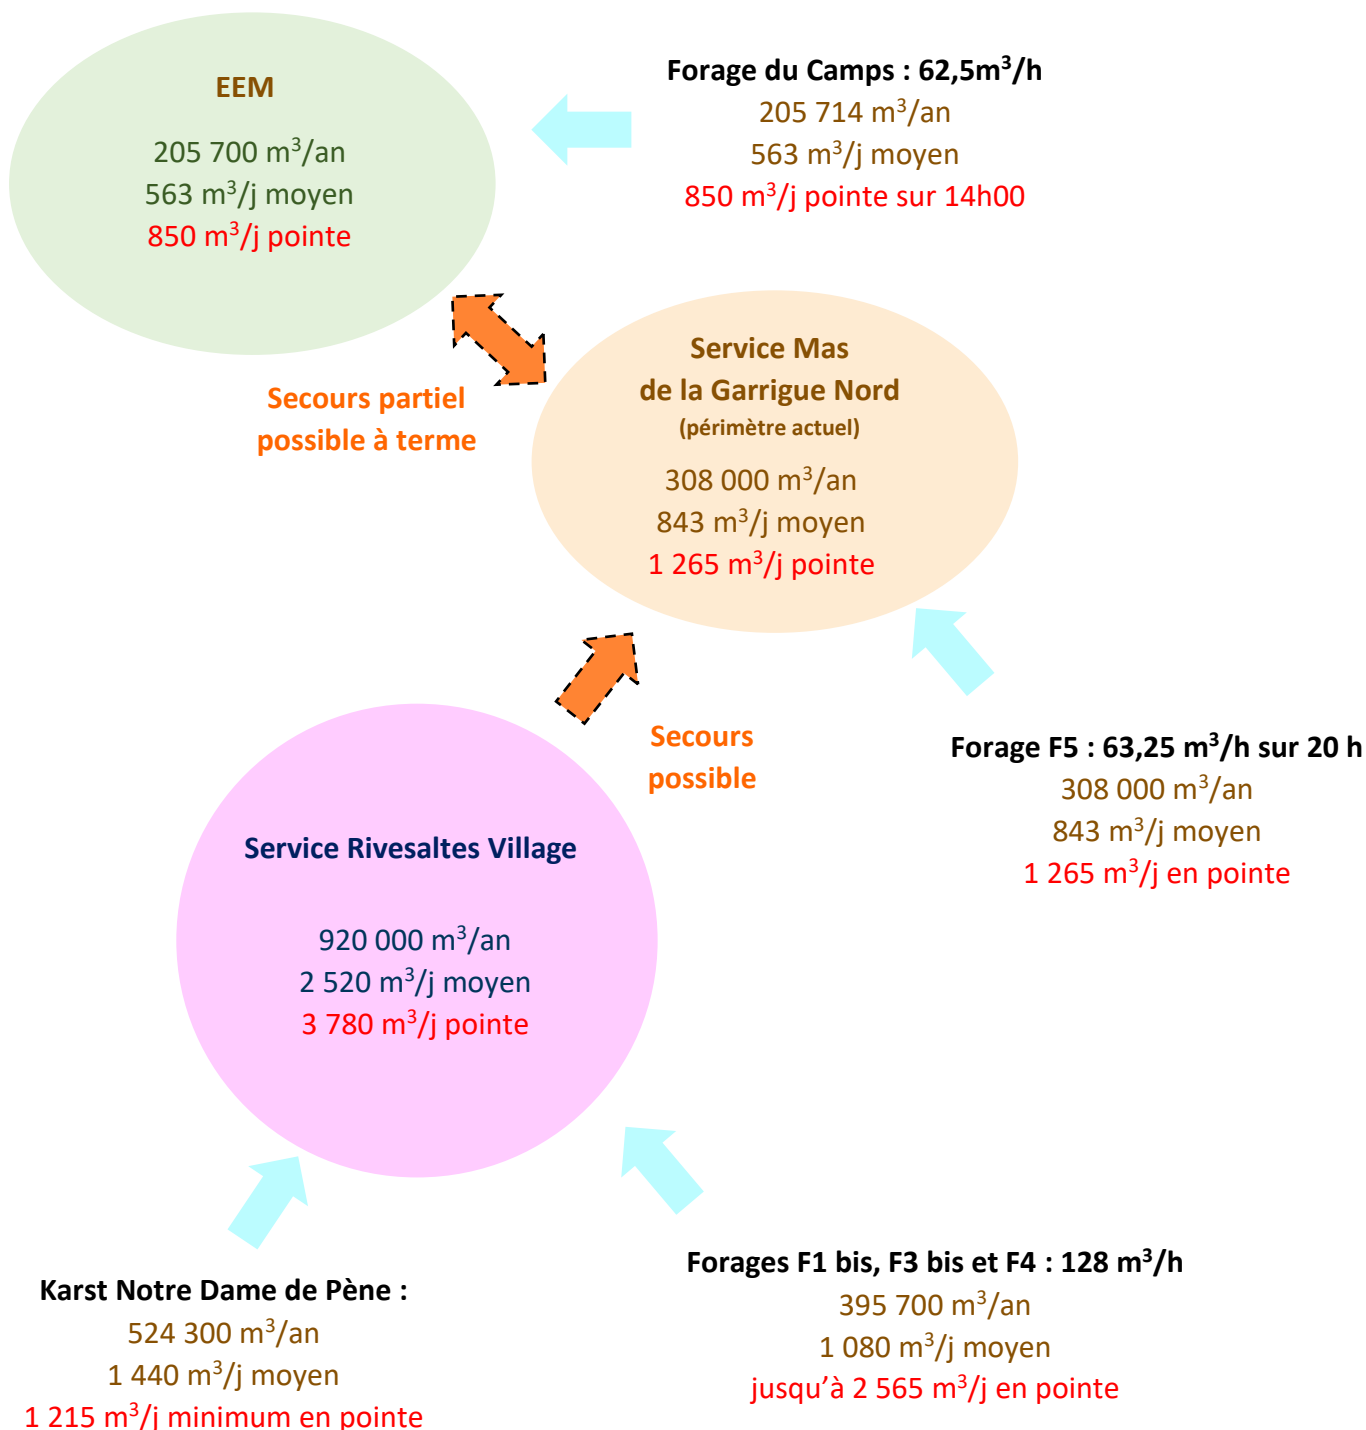 EEM
205 700 m³/an
563 m³/j moyen
850 m³/j pointe
Forage du Camps : 62,5m³/h
205 714 m³/an
563 m³/j moyen
850 m³/j pointe sur 14h00
Secours partiel
possible à terme
Service Mas
de la Garrigue Nord
(périmètre actuel)
308 000 m³/an
843 m³/j moyen
1 265 m³/j pointe
Secours
possible
Forage F5 : 63,25 m³/h sur 20 h
308 000 m³/an
843 m³/j moyen
1 265 m³/j en pointe
Service Rivesaltes Village
920 000 m³/an
2 520 m³/j moyen
3 780 m³/j pointe
Karst Notre Dame de Pène :
524 300 m³/an
1 440 m³/j moyen
1 215 m³/j minimum en pointe
Forages F1 bis, F3 bis et F4 : 128 m³/h
395 700 m³/an
1 080 m³/j moyen
jusqu’à 2 565 m³/j en pointe